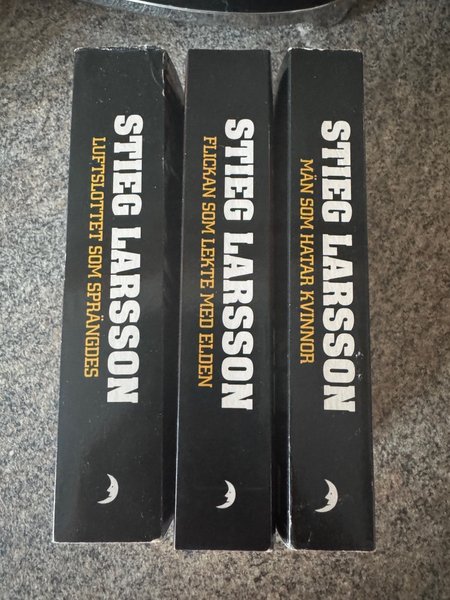 STIEG LARSSON
LUFTSLOTTET SOM SPRÄNGDES
STIEG LARSSON
FLICKAN SOM LEKTE MED ELDEN
STIEG LARSSON
MÄN SOM HATAR KVINNOR